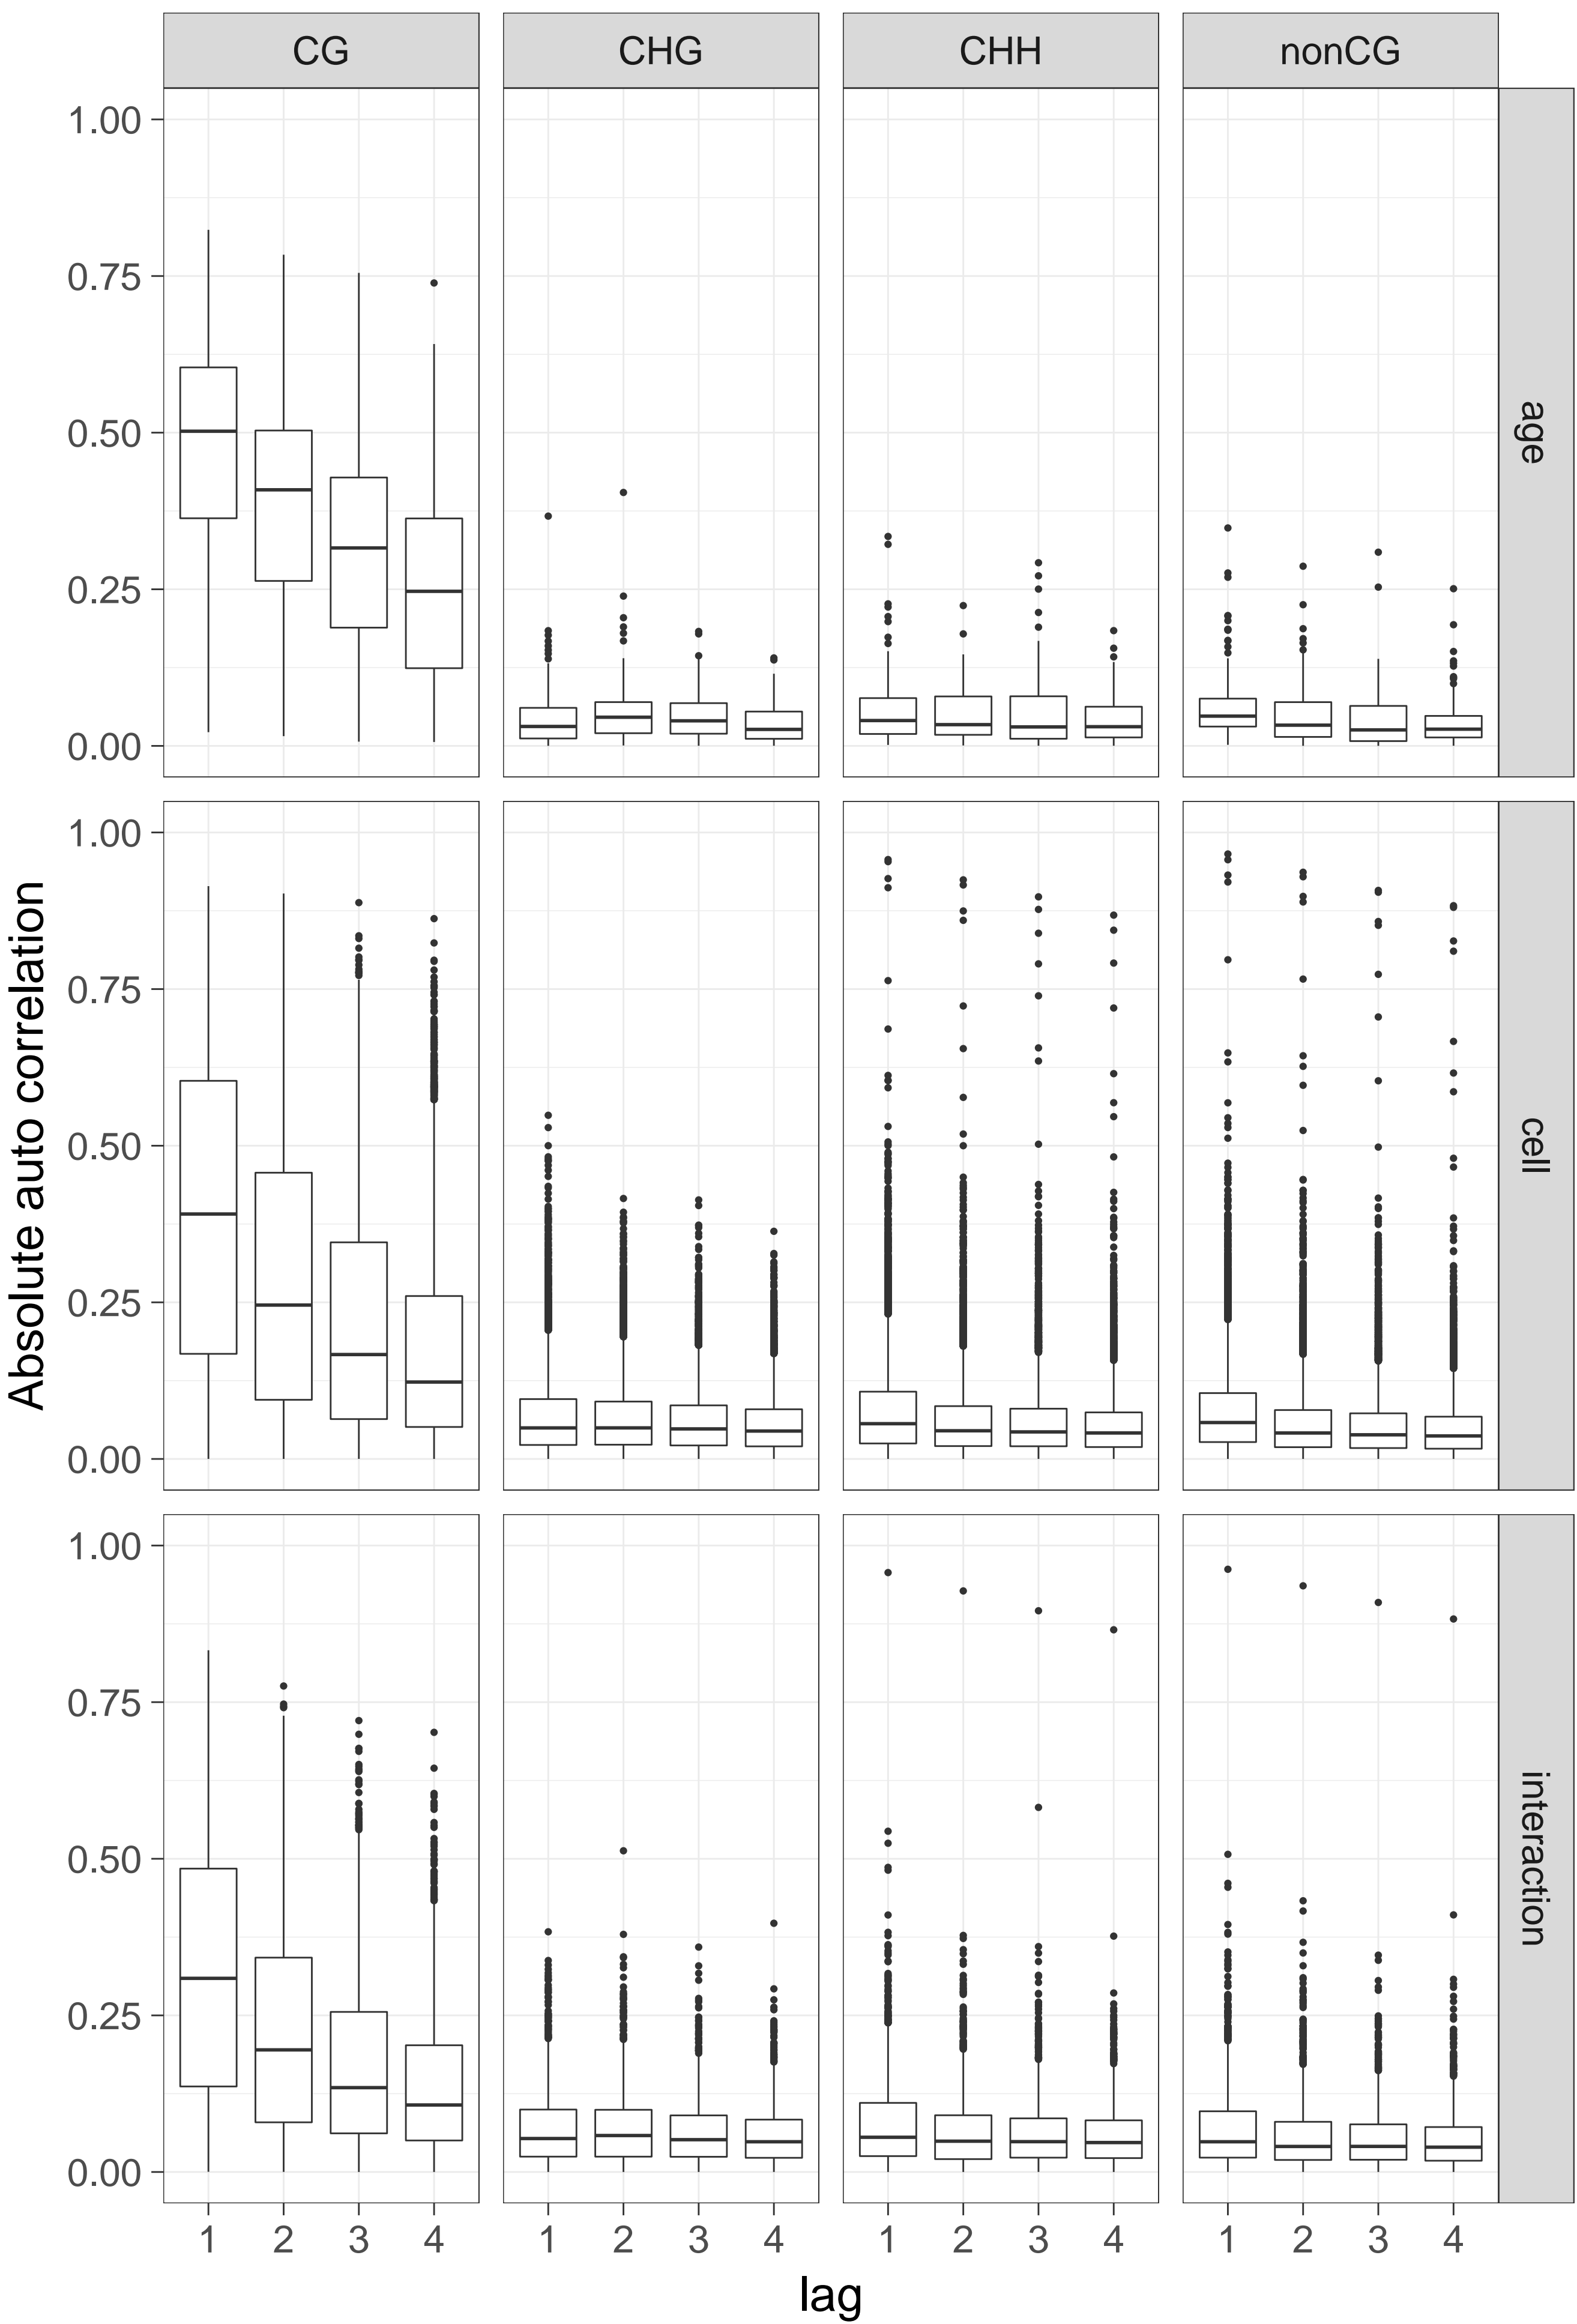 CG CHG CHH nonCG
1.00
0.75
0.50
0.25
0.00
age
1.00
0.75
0.50
0.25
0.00
cell
Absolute auto correlation
1.00
0.75
0.50
0.25
0.00
interaction
1 2 3 4 1 2 3 4 1 2 3 4 1 2 3 4
lag